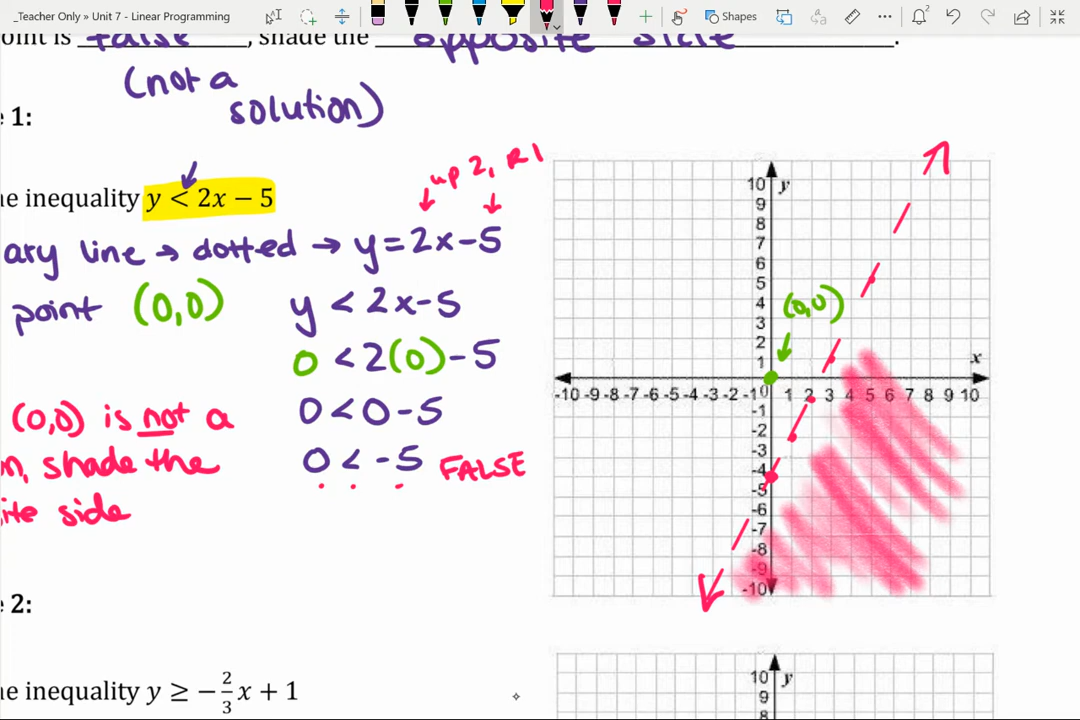 _Teacher Only » Unit 7 - Linear Programming
Shapes
oint is false, shade the opposite side.
(not a
solution)
e 1:
up 2, R1
ne inequality y < 2x − 5
ary line → dotted → y=2x-5
point (0,0)
y < 2x-5
0 < 2(0)-5
(0,0) is not a
0 < 0-5
n, shade the
0 < -5 FALSE
ite side
10 y
9
8
7
6
5
4
3
2
1
(0,0)
x
-10 -9 -8 -7 -6 -5 -4 -3 -2 -1 0 1 2 3 4 5 6 7 8 9 10
-1
-2
-3
-4
-5
-6
-7
-8
-9
-10
e 2:
ne inequality y ≥ −2/3x + 1
10 y
9
8